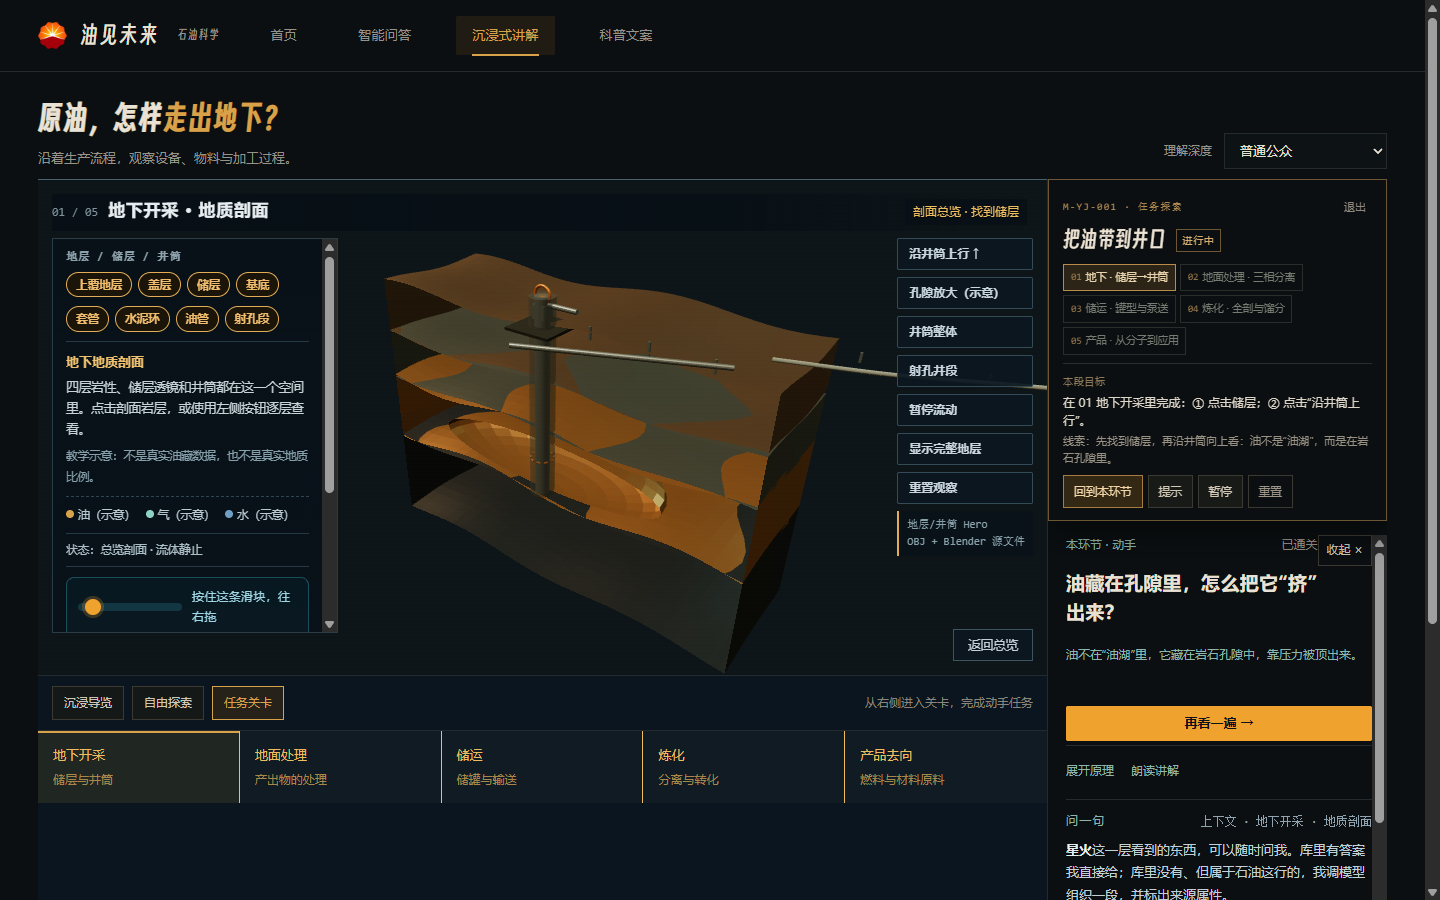 油见未来
石油科学
首页
智能问答
沉浸式讲解
科普文案
原油，怎样走出地下？
沿着生产流程，观察设备、物料与加工过程。
理解深度
普通公众
01 / 05 地下开采 · 地质剖面
剖面总览 · 找到储层
地层 / 储层 / 井筒
上覆地层 盖层 储层 基底
套管 水泥环 油管 射孔段
地下地质剖面
四层岩性、储层透镜和井筒都在这一个空间
里。点击剖面岩层，或使用左侧按钮逐层查
看。
教学示意：不是真实油藏数据，也不是真实地质
比例。
油（示意） 气（示意） 水（示意）
状态：总览剖面 · 流体静止
按住这条滑块，往
右拖
沿井筒上行 ↑
孔隙放大（示意）
井筒整体
射孔井段
暂停流动
显示完整地层
重置观察
地层/井筒 Hero
OBJ + Blender 源文件
返回总览
沉浸导览
自由探索
任务关卡
从右侧进入关卡，完成动手任务
地下开采
储层与井筒
地面处理
产出物的处理
储运
储罐与输送
炼化
分离与转化
产品去向
燃料与材料原料
M-YJ-001 · 任务探索
退出
把油带到井口
进行中
01 地下 · 储层→井筒
02 地面处理 · 三相分离
03 储运 · 罐型与泵送
04 炼化 · 全剖与馏分
05 产品 · 从分子到应用
本段目标
在 01 地下开采里完成：① 点击储层；② 点击“沿井筒上
行”。
线索：先找到储层，再沿井筒向上看：油不是“油湖”，而是在岩
石孔隙里。
回到本环节
提示
暂停
重置
本环节 · 动手
已通关
收起 ×
油藏在孔隙里，怎么把它“挤”
出来？
油不在“油湖”里，它藏在岩石孔隙中，靠压力被顶出来。
再看一遍 →
展开原理
朗读讲解
问一句
上下文 · 地下开采 · 地质剖面
星火这一层看到的东西，可以随时问我。库里有答案
我直接给；库里没有、但属于石油这行的，我调模型
组织一段，并标出来源属性。